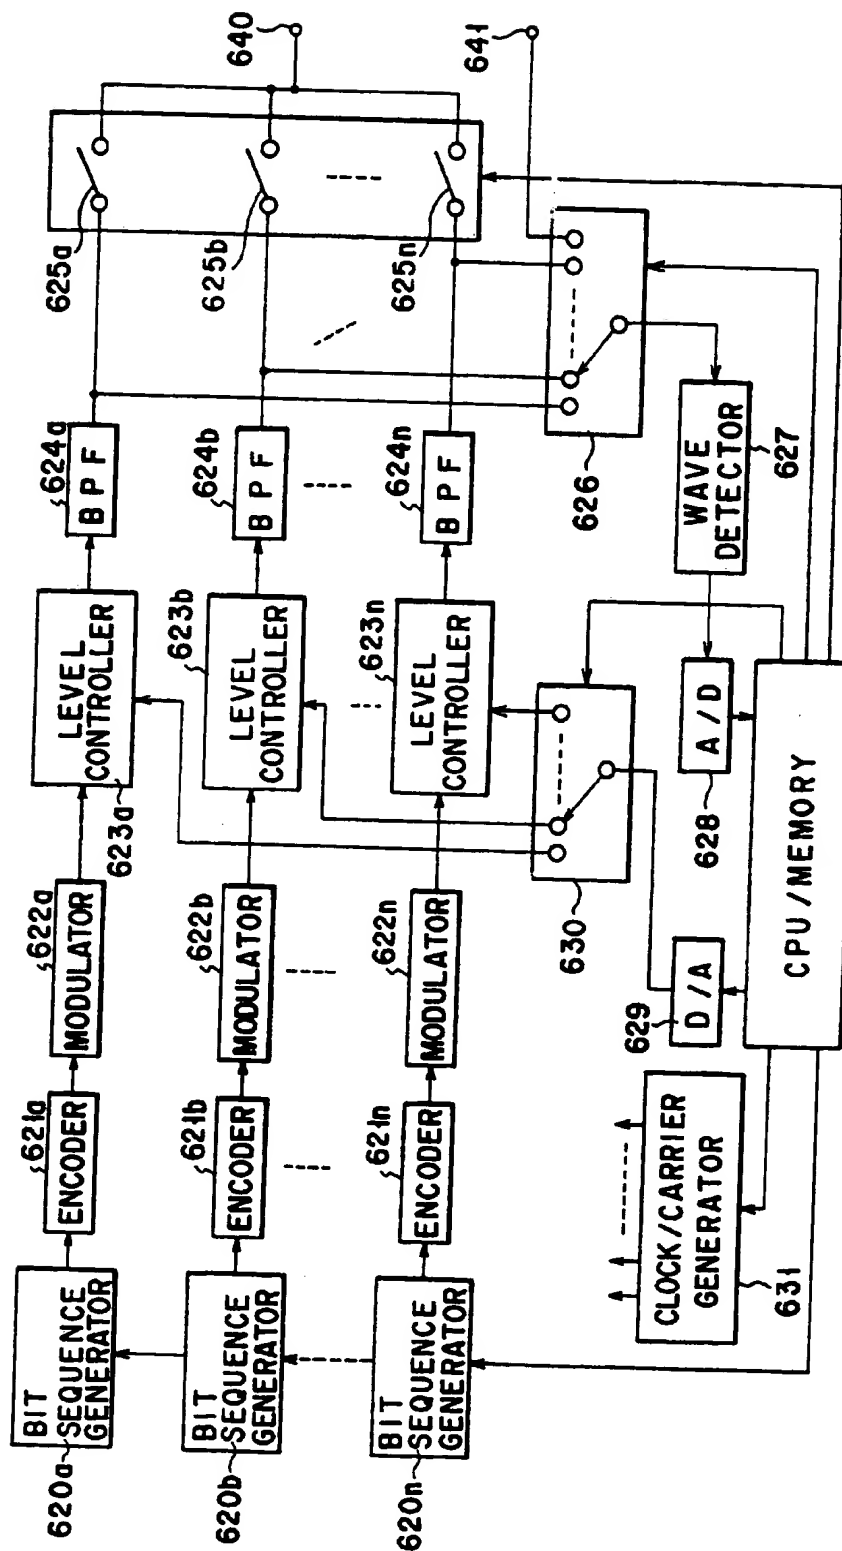 620a
BIT
SEQUENCE
GENERATOR
621a
ENCODER
622a
MODULATOR
623a
LEVEL
CONTROLLER
624a
BPF
625a
640
620b
BIT
SEQUENCE
GENERATOR
621b
ENCODER
622b
MODULATOR
623b
LEVEL
CONTROLLER
624b
BPF
625b
620n
BIT
SEQUENCE
GENERATOR
621n
ENCODER
622n
MODULATOR
623n
LEVEL
CONTROLLER
624n
BPF
625n
641
630
626
CLOCK/CARRIER
GENERATOR
631
629
D/A
628
A/D
WAVE
DETECTOR
627
CPU/MEMORY